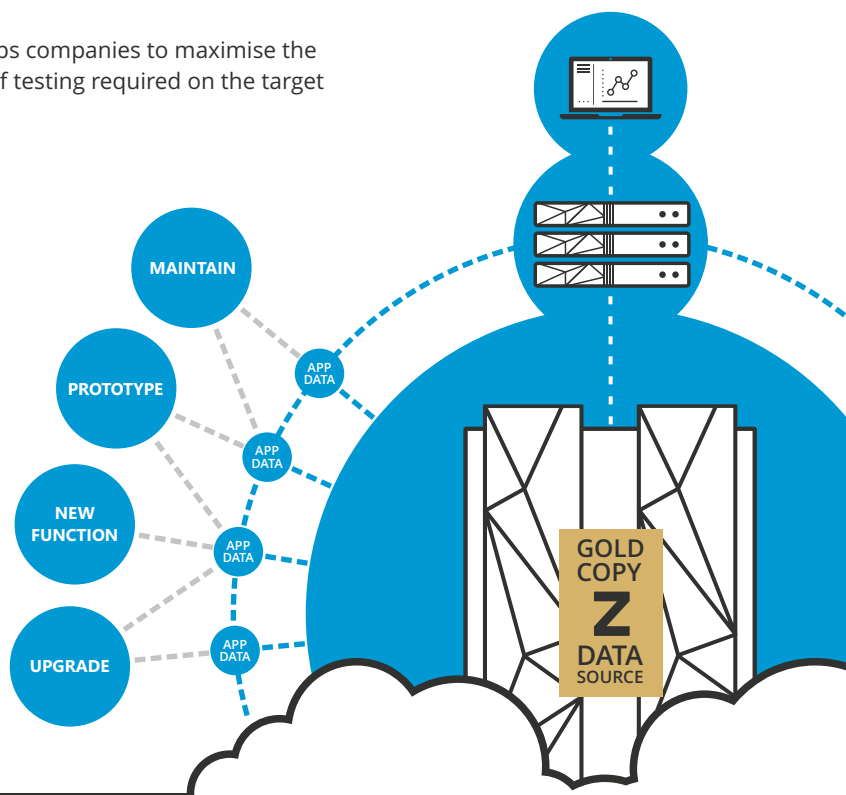 companies to maximise the
testing required on the target
MAINTAIN
APP
DATA
PROTOTYPE
APP
DATA
NEW
FUNCTION
APP
DATA
GOLD
COPY
Z
DATA
SOURCE
UPGRADE
APP
DATA